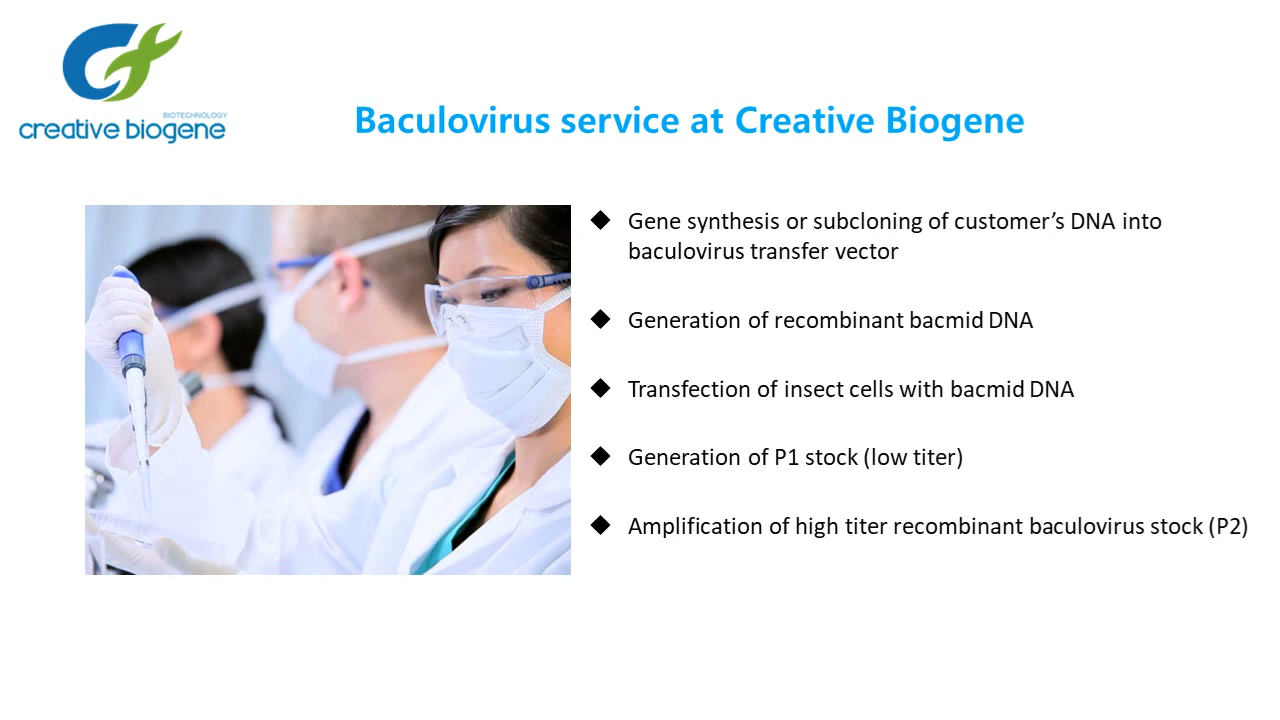 BIOTECHNOLOGY
creative biogene
Baculovirus service at Creative Biogene
◆ Gene synthesis or subcloning of customer’s DNA into
baculovirus transfer vector
◆ Generation of recombinant bacmid DNA
◆ Transfection of insect cells with bacmid DNA
◆ Generation of P1 stock (low titer)
◆ Amplification of high titer recombinant baculovirus stock (P2)